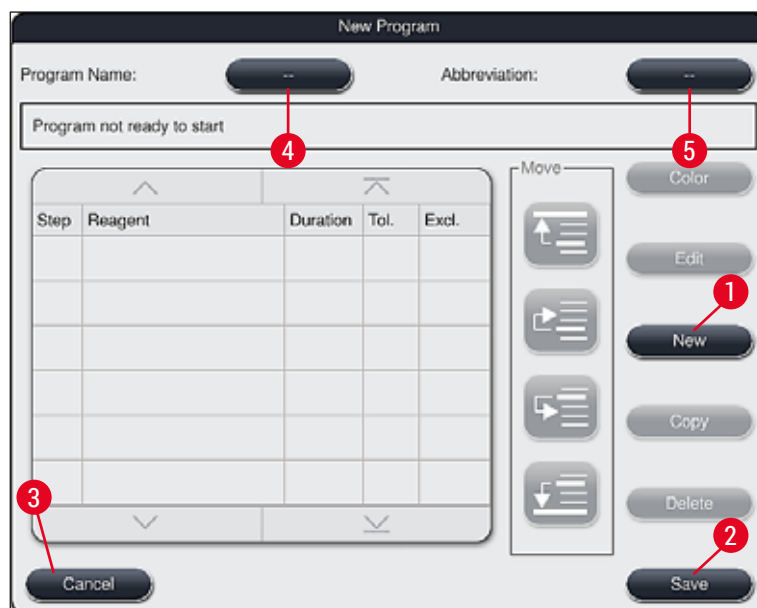 New Program
Program Name: -- Abbreviation: --
4 5
Program not ready to start
Move
Color
Step Reagent Duration Tol. Excl.
Edit
1
New
Copy
3
Delete
2
Cancel Save